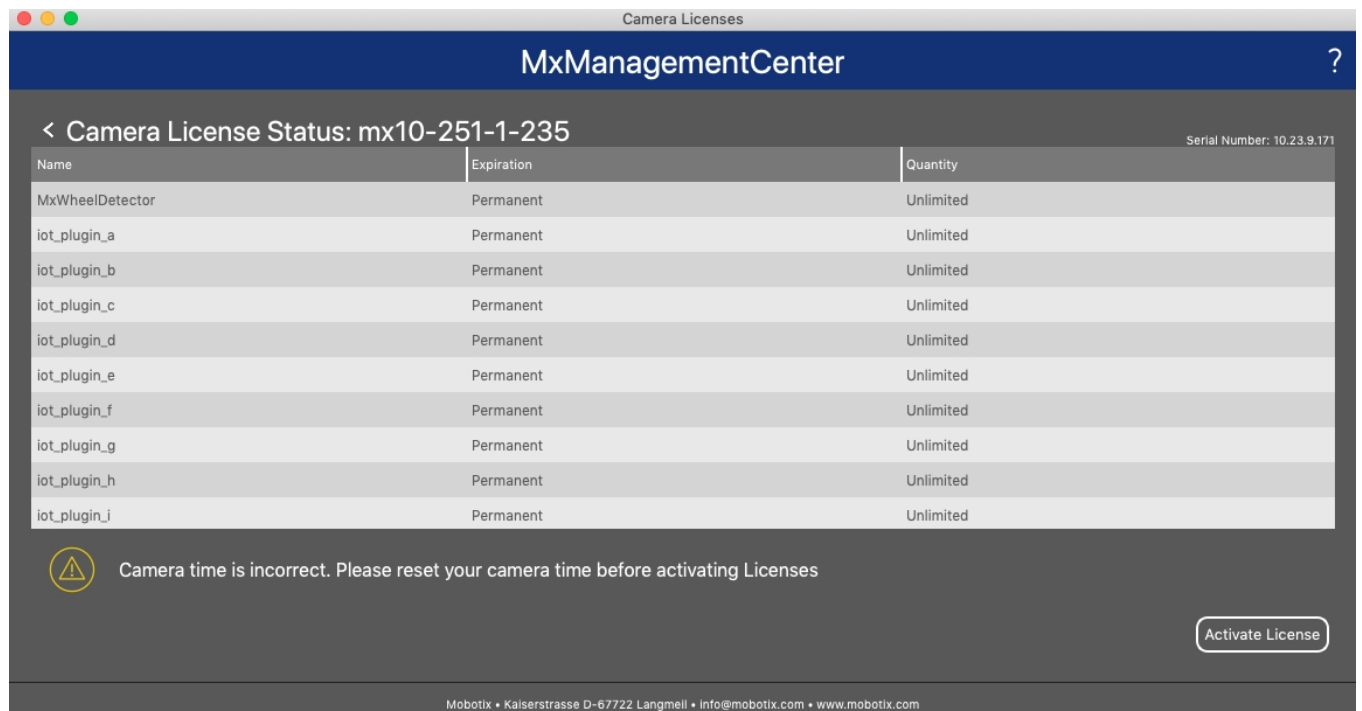 Camera Licenses
MxManagementCenter
?
< Camera License Status: mx10-251-1-235
Serial Number: 10.23.9.171
Name Expiration Quantity
MxWheelDetector Permanent Unlimited
iot_plugin_a Permanent Unlimited
iot_plugin_b Permanent Unlimited
iot_plugin_c Permanent Unlimited
iot_plugin_d Permanent Unlimited
iot_plugin_e Permanent Unlimited
iot_plugin_f Permanent Unlimited
iot_plugin_g Permanent Unlimited
iot_plugin_h Permanent Unlimited
iot_plugin_i Permanent Unlimited
Camera time is incorrect. Please reset your camera time before activating Licenses
Activate License
Mobotix • Kaiserstrasse D-67722 Langmeil • info@mobotix.com • www.mobotix.com